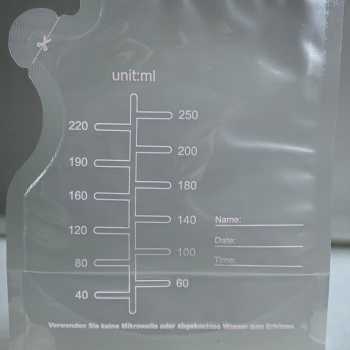 unit:ml
250
220
200
190
180
160
140
120
100
80
60
40
Name:
Date:
Time:
Verwenden Sie keine Mikrowelle oder abgekochtes Wasser zum Erhitzen